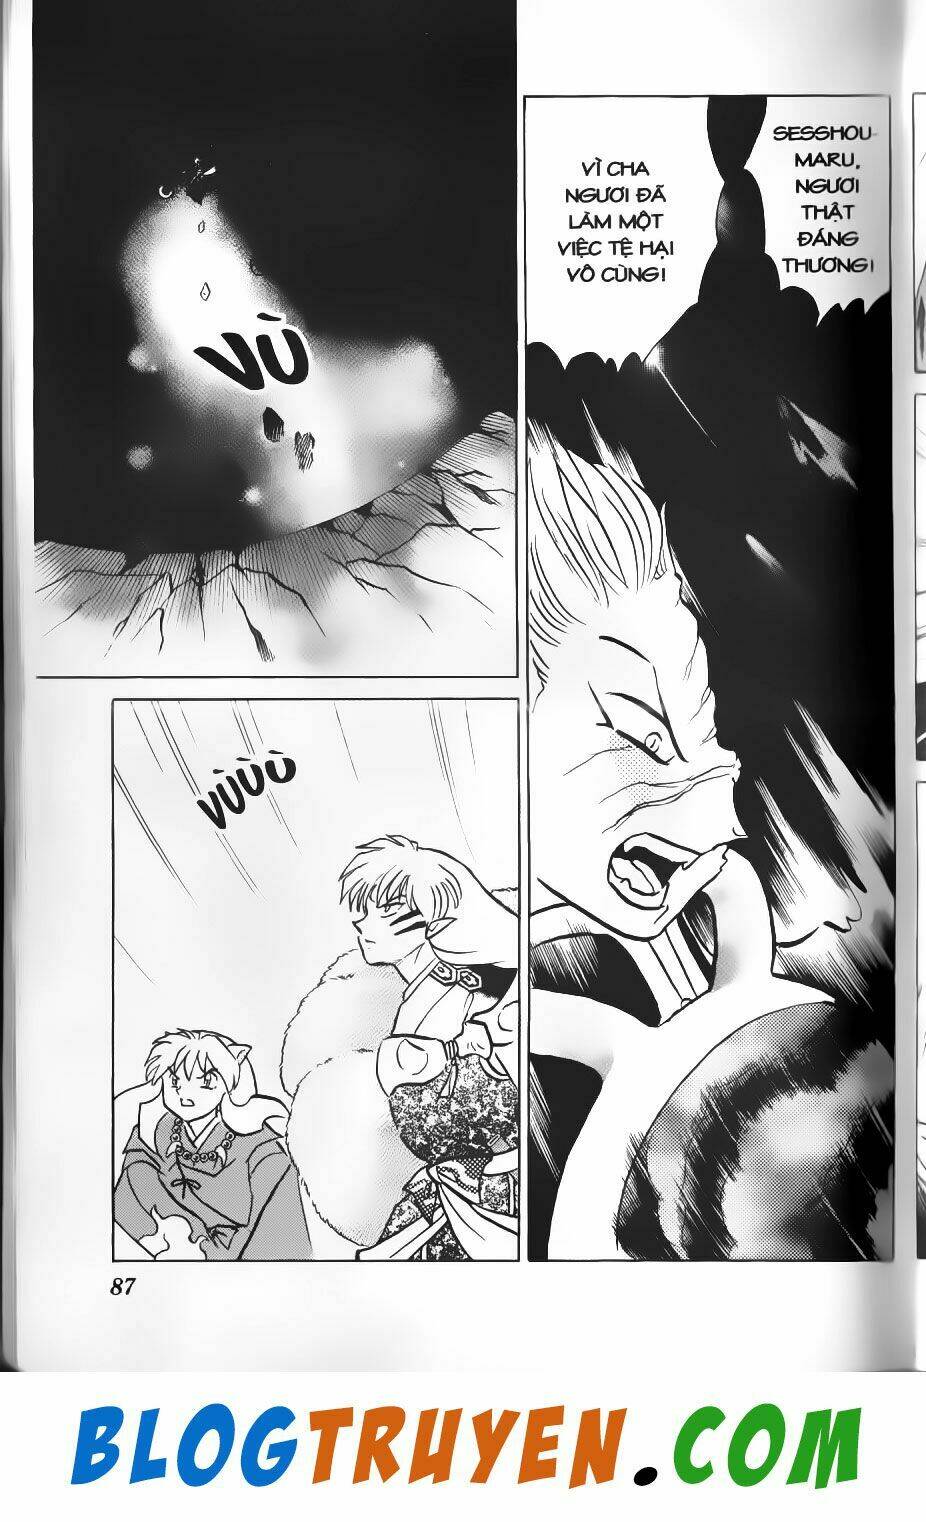 SESSHOU-
MARU,
NGƯƠI
THẬT
ĐÁNG
THƯƠNG!
VÌ CHA
NGƯƠI ĐÃ
LÀM MỘT
VIỆC TỆ HẠI
VÔ CÙNG!
VÙ
VÙÙÙ
87
BLOGTRUYEN.COM